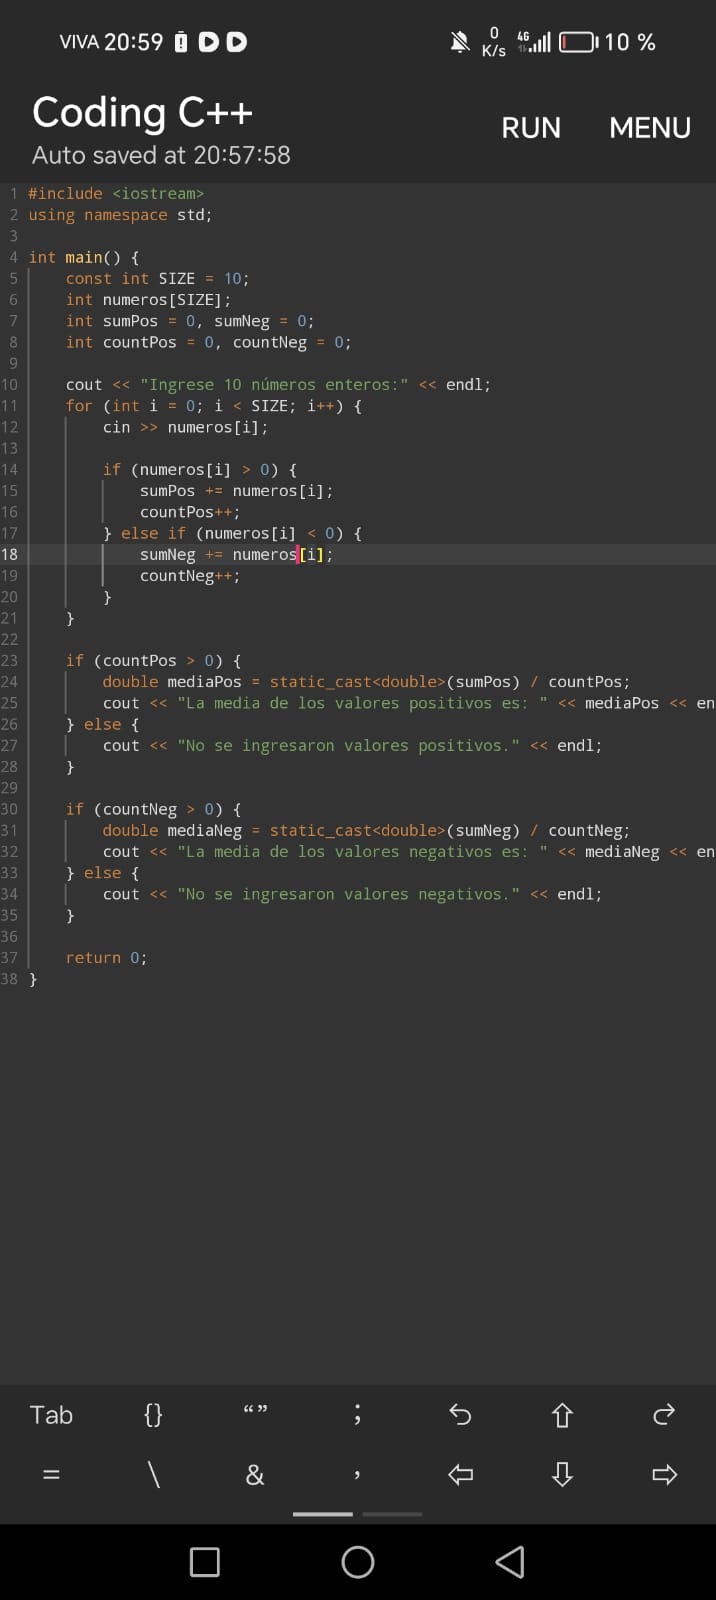 VIVA 20:59 0 K/s 4G 10 %
Coding C++
RUN MENU
Auto saved at 20:57:58
1 #include <iostream>
2 using namespace std;
3
4 int main() {
5     const int SIZE = 10;
6     int numeros[SIZE];
7     int sumPos = 0, sumNeg = 0;
8     int countPos = 0, countNeg = 0;
9
10     cout << "Ingrese 10 números enteros:" << endl;
11     for (int i = 0; i < SIZE; i++) {
12         cin >> numeros[i];
13
14         if (numeros[i] > 0) {
15             sumPos += numeros[i];
16             countPos++;
17         } else if (numeros[i] < 0) {
18             sumNeg += numeros[i];
19             countNeg++;
20         }
21     }
22
23     if (countPos > 0) {
24         double mediaPos = static_cast<double>(sumPos) / countPos;
25         cout << "La media de los valores positivos es: " << mediaPos << en
26     } else {
27         cout << "No se ingresaron valores positivos." << endl;
28     }
29
30     if (countNeg > 0) {
31         double mediaNeg = static_cast<double>(sumNeg) / countNeg;
32         cout << "La media de los valores negativos es: " << mediaNeg << en
33     } else {
34         cout << "No se ingresaron valores negativos." << endl;
35     }
36
37     return 0;
38 }
Tab {} “” ;
= \ & ,